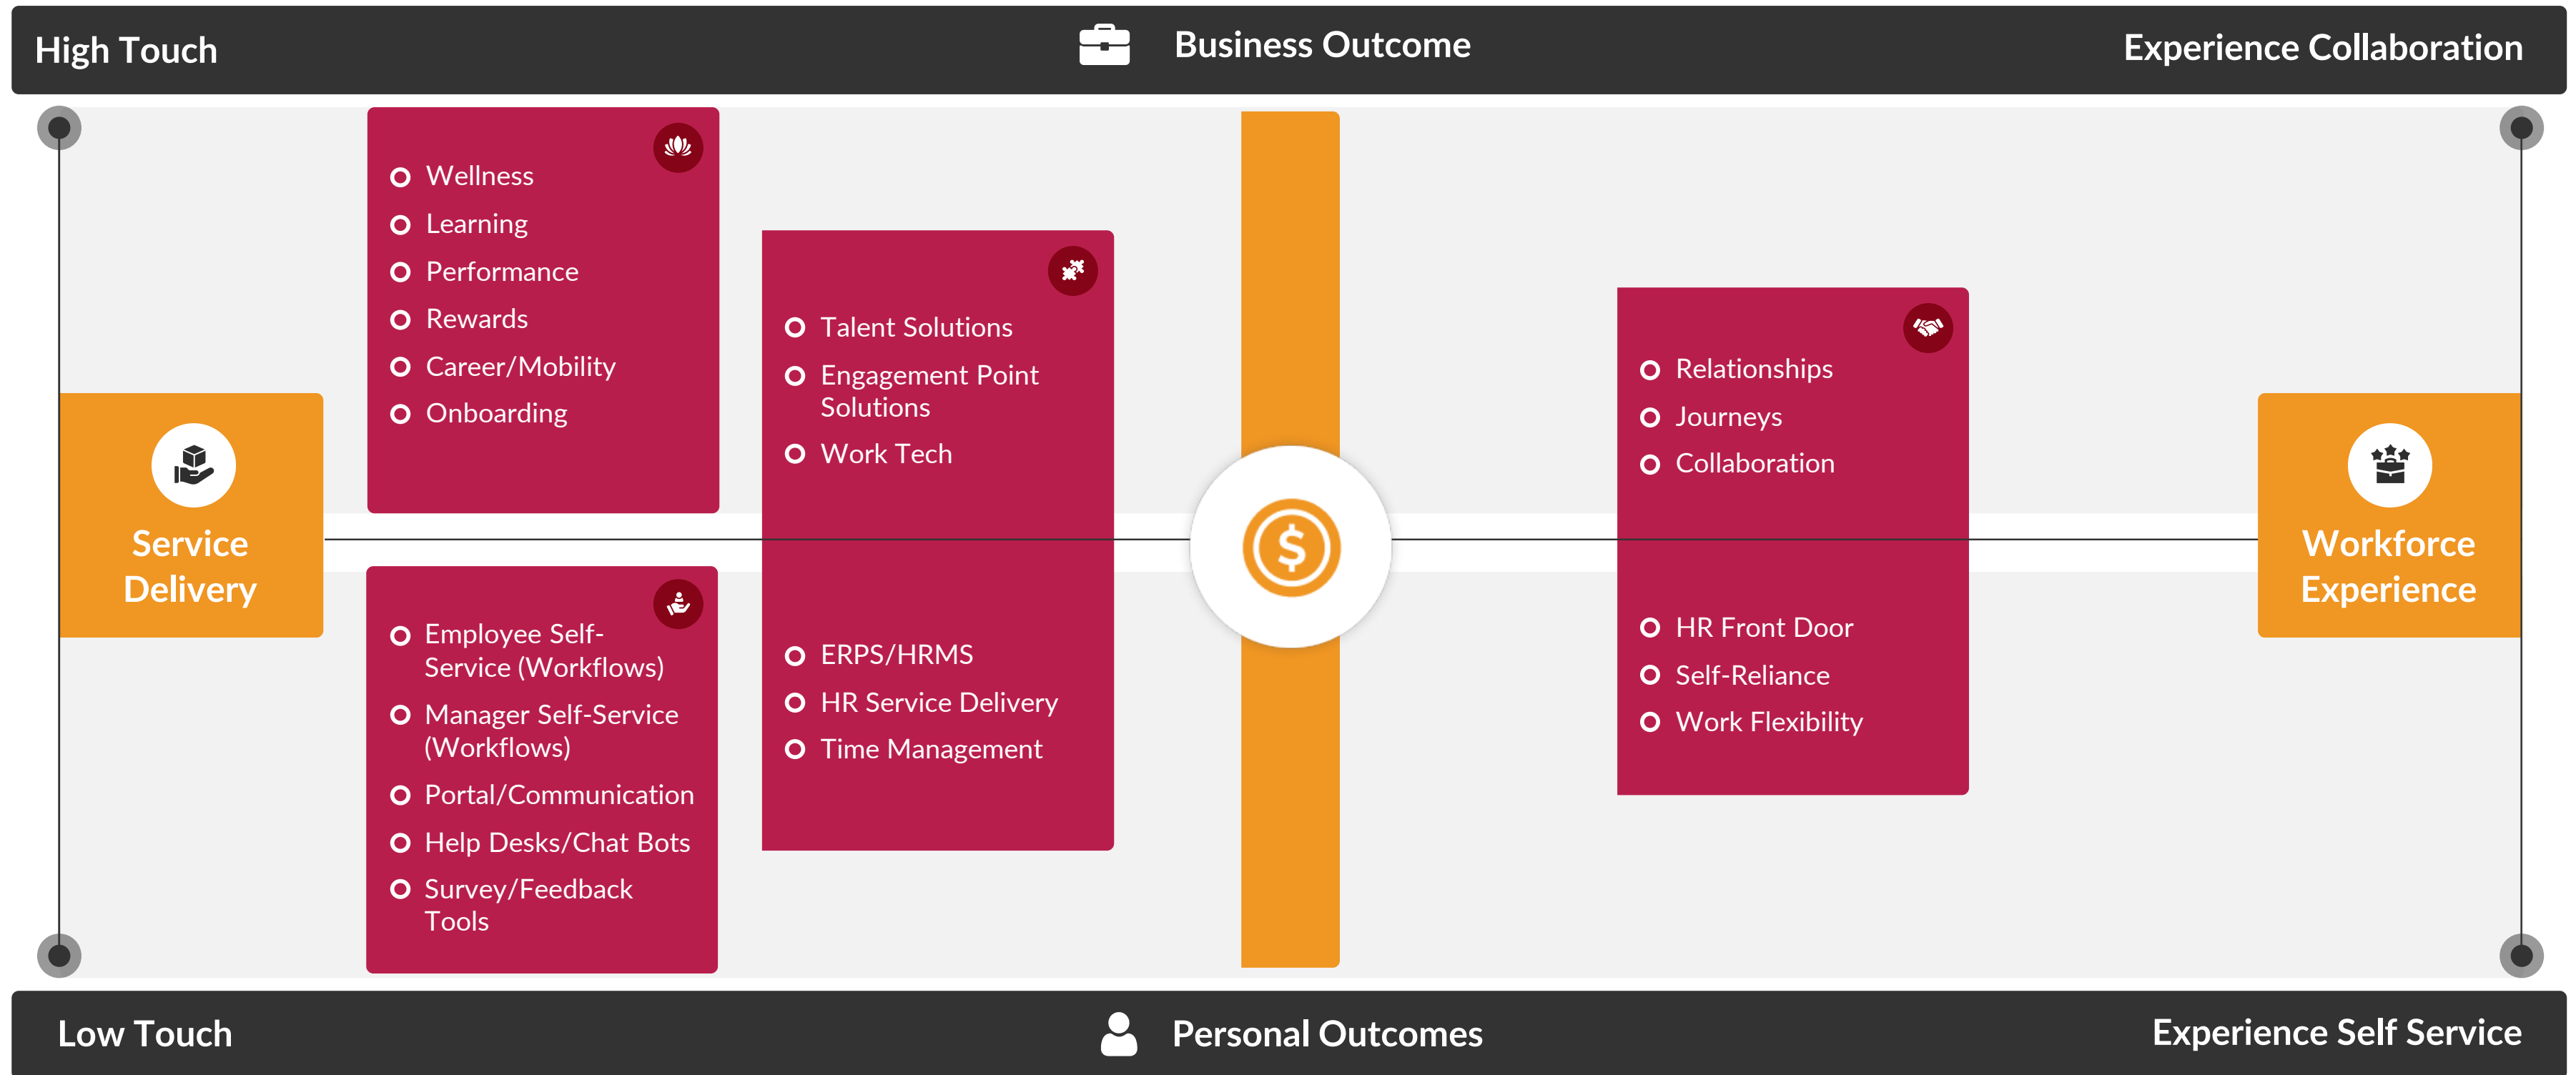 High Touch
Business Outcome
Experience Collaboration
Wellness
Learning
Performance
Rewards
Career/Mobility
Onboarding
Talent Solutions
Engagement Point
Solutions
Work Tech
Relationships
Journeys
Collaboration
Service
Delivery
$
Workforce
Experience
Employee Self-
Service (Workflows)
Manager Self-Service
(Workflows)
Portal/Communication
Help Desks/Chat Bots
Survey/Feedback
Tools
ERPS/HRMS
HR Service Delivery
Time Management
HR Front Door
Self-Reliance
Work Flexibility
Low Touch
Personal Outcomes
Experience Self Service